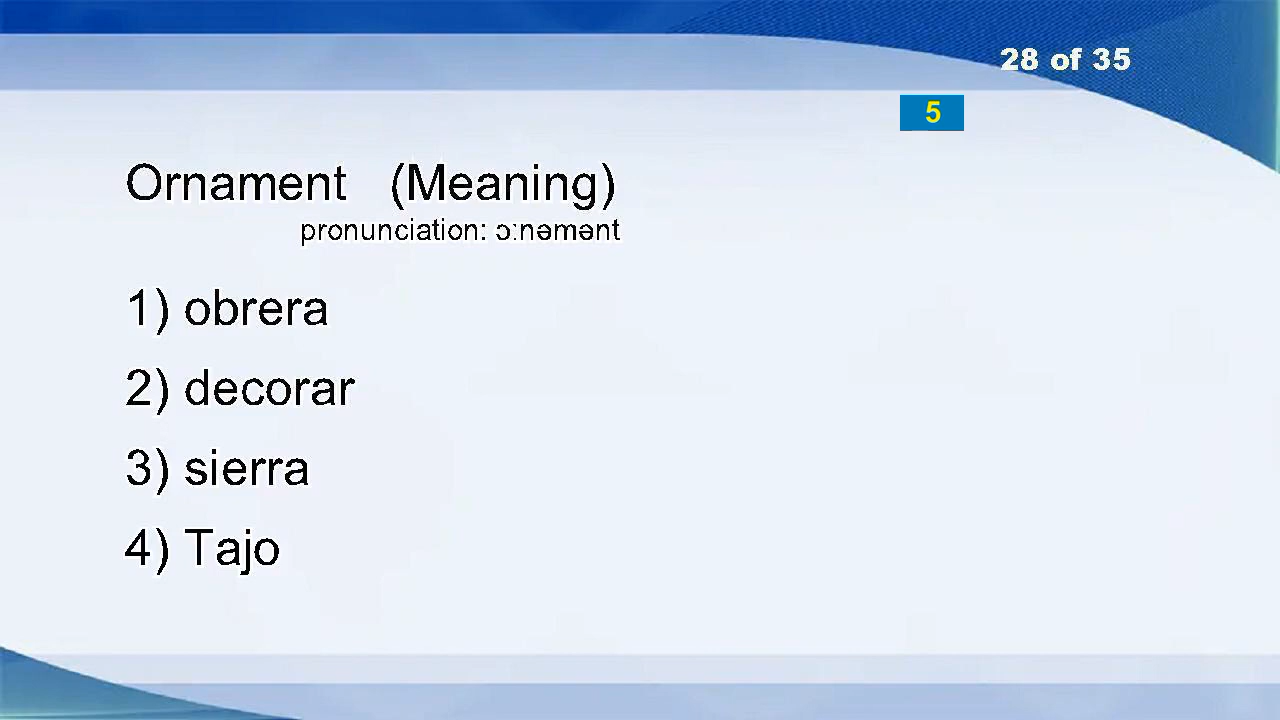 28 of 35
5
Ornament (Meaning)
pronunciation: ɔːnəmənt
1) obrera
2) decorar
3) sierra
4) Tajo